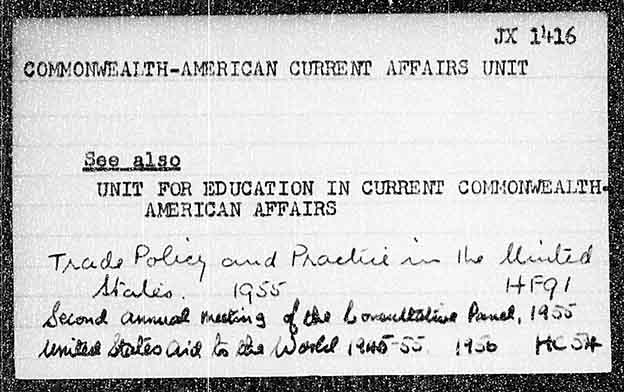 JX 1416
COMMONWEALTH-AMERICAN CURRENT AFFAIRS UNIT
See also
UNIT FOR EDUCATION IN CURRENT COMMONWEALTH-
AMERICAN AFFAIRS
Trade Policy and Practice in the United
States. 1955 HF91
Second annual meeting of the Consultative Panel, 1955
United States aid to the World 1945-55. 1956 HC54